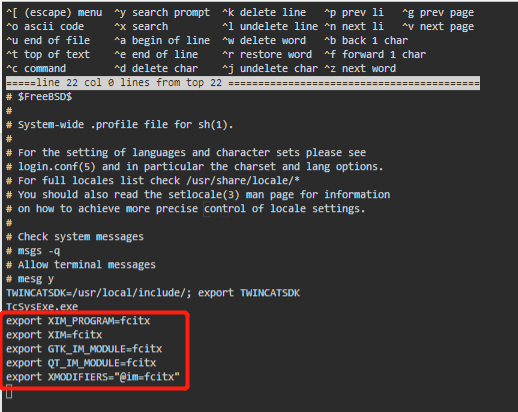 ^[ (escape) menu ^y search prompt ^k delete line ^p prev li ^g prev page
^o ascii code ^x search ^l undelete line ^n next li ^v next page
^u end of file ^a begin of line ^w delete word ^b back 1 char
^t top of text ^e end of line ^r restore word ^f forward 1 char
^c command ^d delete char ^j undelete char ^z next word
=====line 22 col 0 lines from top 22 ============================================
# $FreeBSD$
#
# System-wide .profile file for sh(1).
#
# For the setting of languages and character sets please see
# login.conf(5) and in particular the charset and lang options.
# For full locales list check /usr/share/locale/*
# You should also read the setlocale(3) man page for information
# on how to achieve more precise control of locale settings.
#
# Check system messages
# msgs -q
# Allow terminal messages
# mesg y
TWINCATSDK=/usr/local/include/; export TWINCATSDK
TcSysExe.exe
export XIM_PROGRAM=fcitx
export XIM=fcitx
export GTK_IM_MODULE=fcitx
export QT_IM_MODULE=fcitx
export XMODIFIERS="@im=fcitx"